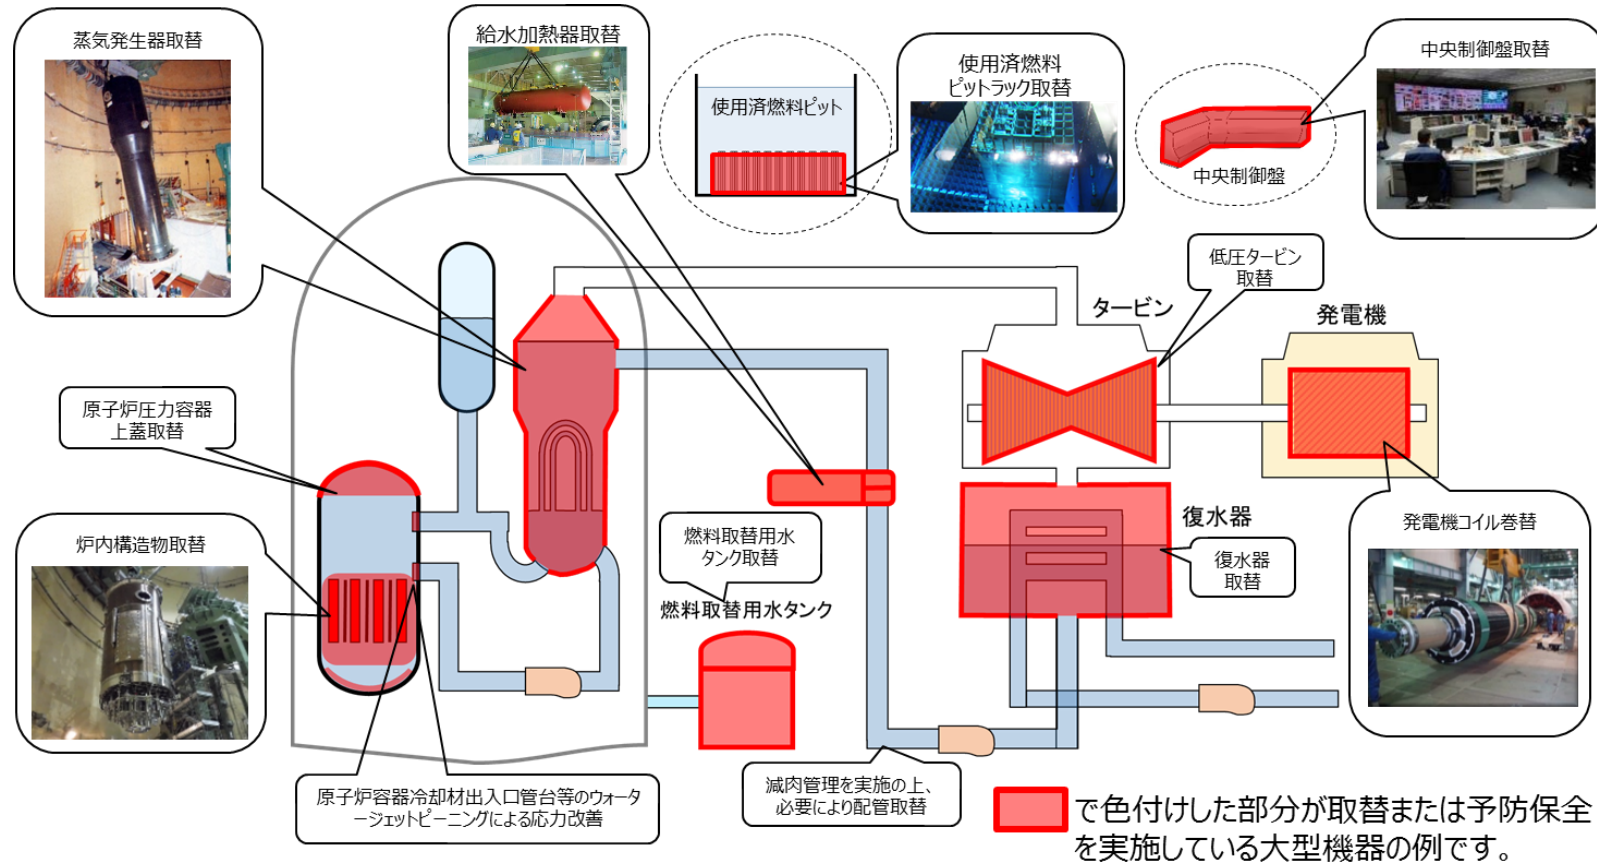 蒸気発生器取替
給水加熱器取替
使用済燃料ピット
使用済燃料
ピットラック取替
中央制御盤取替
中央制御盤
低圧タービン
取替
タービン
発電機
原子炉圧力容器
上蓋取替
炉内構造物取替
燃料取替用水
タンク取替
燃料取替用水タンク
復水器
復水器
取替
発電機コイル巻替
原子炉容器冷却材出入口管台等のウォータ
ージェットピーニングによる応力改善
減肉管理を実施の上、
必要により配管取替
で色付けした部分が取替または予防保全
を実施している大型機器の例です。